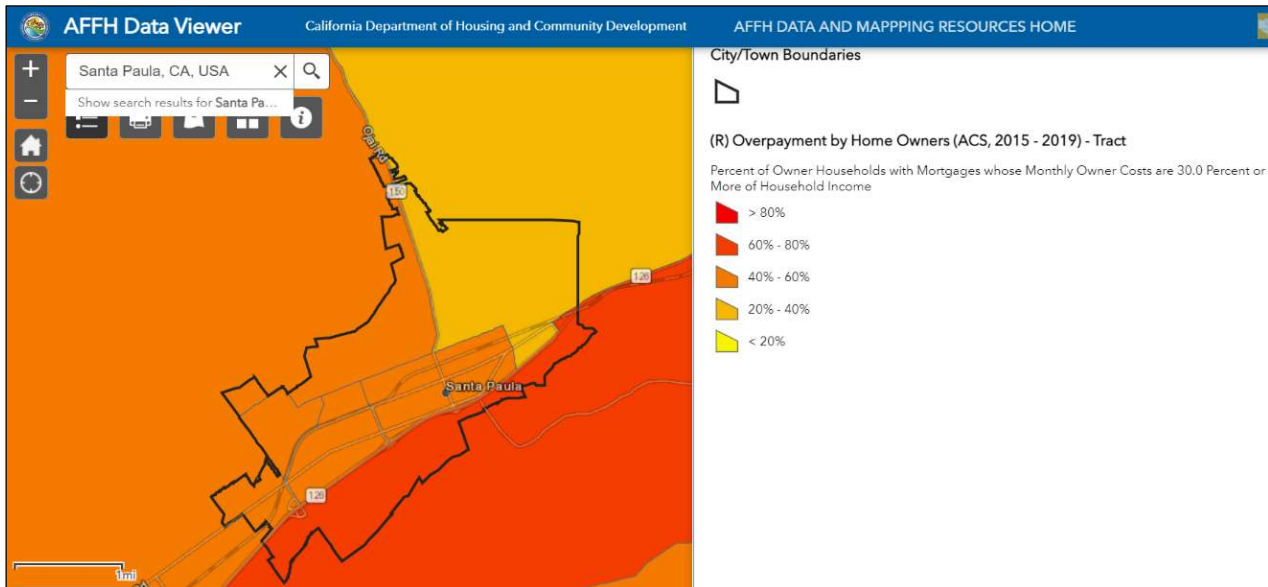 AFFH Data Viewer
California Department of Housing and Community Development
AFFH DATA AND MAPPPING RESOURCES HOME
+
Santa Paula, CA, USA
Show search results for Santa Pa...
−
Ojai Rd
150
126
Santa Paula
126
1mi
City/Town Boundaries
(R) Overpayment by Home Owners (ACS, 2015 - 2019) - Tract
Percent of Owner Households with Mortgages whose Monthly Owner Costs are 30.0 Percent or
More of Household Income
> 80%
60% - 80%
40% - 60%
20% - 40%
< 20%